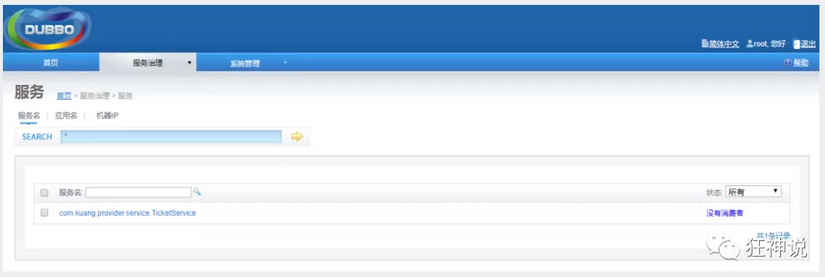 DUBBO
简体中文 root, 您好 退出
首页 服务治理 系统管理 帮助
服务 首页 > 服务治理 > 服务
服务名 | 应用名 | 机器IP
SEARCH *
服务名: 状态: 所有
com.kuang.provider.service.TicketService 没有消费者
共1条记录
狂神说